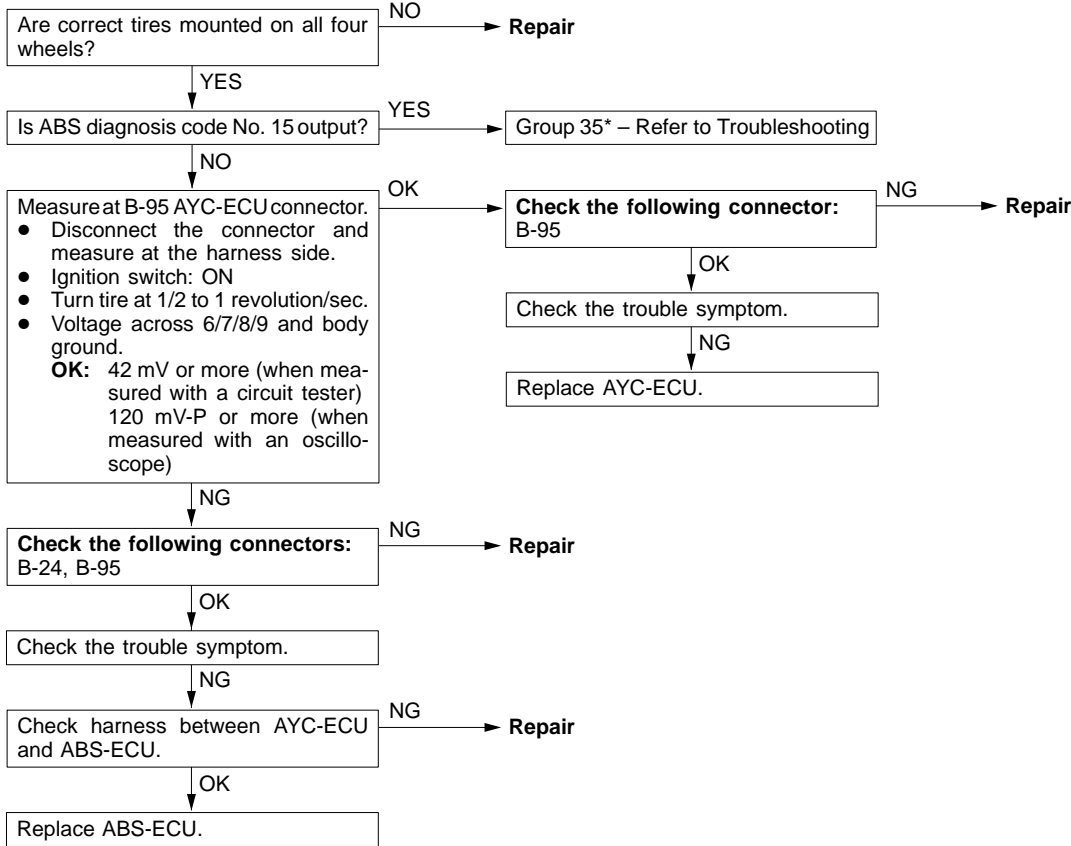 Are correct tires mounted on all four
wheels?
NO
Repair
YES
Is ABS diagnosis code No. 15 output?
YES
Group 35* – Refer to Troubleshooting
NO
Measure at B-95 AYC-ECU connector.
● Disconnect the connector and
measure at the harness side.
● Ignition switch: ON
● Turn tire at 1/2 to 1 revolution/sec.
● Voltage across 6/7/8/9 and body
ground.
OK: 42 mV or more (when mea-
sured with a circuit tester)
120 mV-P or more (when
measured with an oscillo-
scope)
OK
Check the following connector:
B-95
NG
Repair
OK
Check the trouble symptom.
NG
Replace AYC-ECU.
NG
Check the following connectors:
B-24, B-95
NG
Repair
OK
Check the trouble symptom.
NG
Check harness between AYC-ECU
and ABS-ECU.
NG
Repair
OK
Replace ABS-ECU.